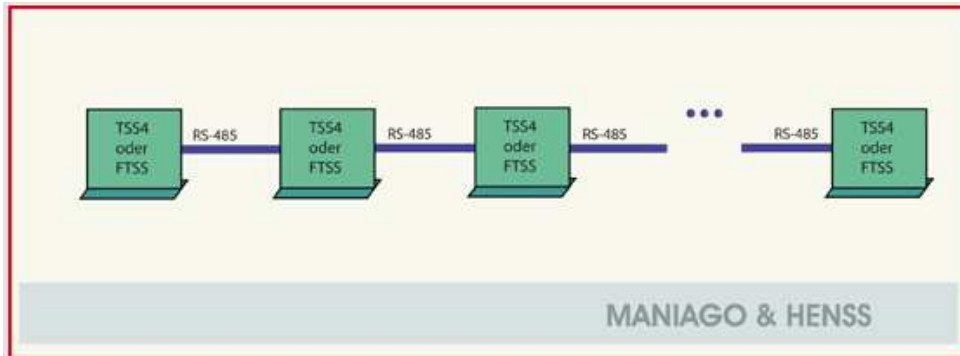 TSS4
oder
FTSS
RS-485
TSS4
oder
FTSS
RS-485
TSS4
oder
FTSS
RS-485
•••
RS-485
TSS4
oder
FTSS
MANIAGO & HENSS